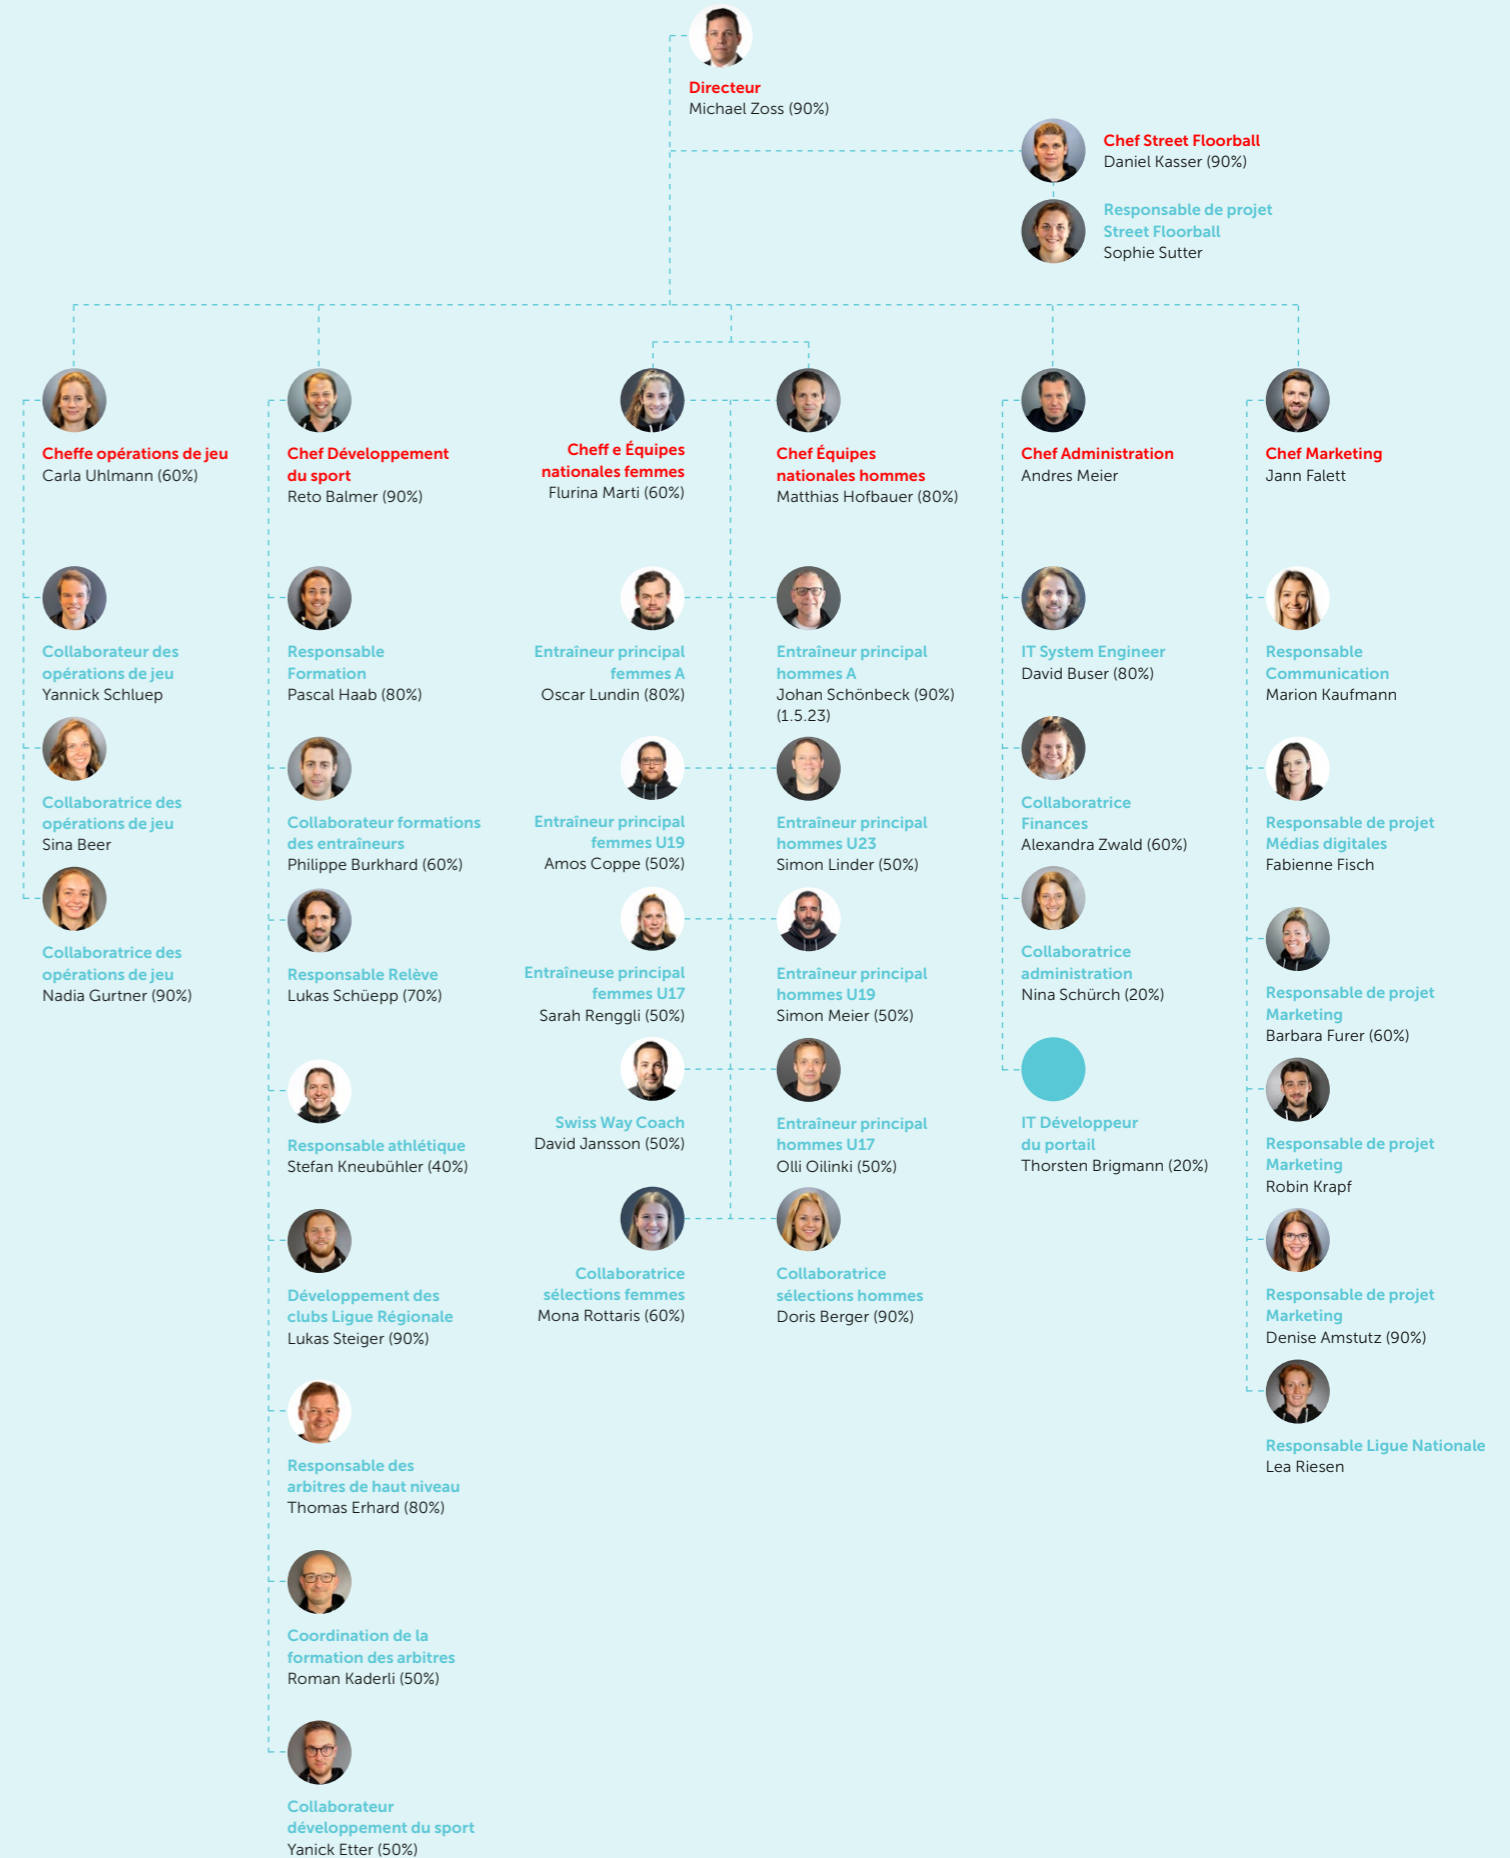 Directeur
Michael Zoss (90%)
Chef Street Floorball
Daniel Kasser (90%)
Responsable de projet
Street Floorball
Sophie Sutter
Cheffe opérations de jeu
Carla Uhlmann (60%)
Collaborateur des
opérations de jeu
Yannick Schluep
Collaboratrice des
opérations de jeu
Sina Beer
Collaboratrice des
opérations de jeu
Nadia Gurtner (90%)
Chef Développement
du sport
Reto Balmer (90%)
Responsable
Formation
Pascal Haab (80%)
Collaborateur formations
des entraîneurs
Philippe Burkhard (60%)
Responsable Relève
Lukas Schüepp (70%)
Responsable athlétique
Stefan Kneubühler (40%)
Développement des
clubs Ligue Régionale
Lukas Steiger (90%)
Responsable des
arbitres de haut niveau
Thomas Erhard (80%)
Coordination de la
formation des arbitres
Roman Kaderli (50%)
Collaborateur
développement du sport
Yanick Etter (50%)
Cheff e Équipes
nationales femmes
Flurina Marti (60%)
Entraîneur principal
femmes A
Oscar Lundin (80%)
Entraîneur principal
femmes U19
Amos Coppe (50%)
Entraîneuse principal
femmes U17
Sarah Renggli (50%)
Swiss Way Coach
David Jansson (50%)
Collaboratrice
sélections femmes
Mona Rottaris (60%)
Chef Équipes
nationales hommes
Matthias Hofbauer (80%)
Entraîneur principal
hommes A
Johan Schönbeck (90%)
(1.5.23)
Entraîneur principal
hommes U23
Simon Linder (50%)
Entraîneur principal
hommes U19
Simon Meier (50%)
Entraîneur principal
hommes U17
Olli Oilinki (50%)
Collaboratrice
sélections hommes
Doris Berger (90%)
Chef Administration
Andres Meier
IT System Engineer
David Buser (80%)
Collaboratrice
Finances
Alexandra Zwald (60%)
Collaboratrice
administration
Nina Schürch (20%)
IT Développeur
du portail
Thorsten Brigmann (20%)
Chef Marketing
Jann Falett
Responsable
Communication
Marion Kaufmann
Responsable de projet
Médias digitales
Fabienne Fisch
Responsable de projet
Marketing
Barbara Furer (60%)
Responsable de projet
Marketing
Robin Krapf
Responsable de projet
Marketing
Denise Amstutz (90%)
Responsable Ligue Nationale
Lea Riesen